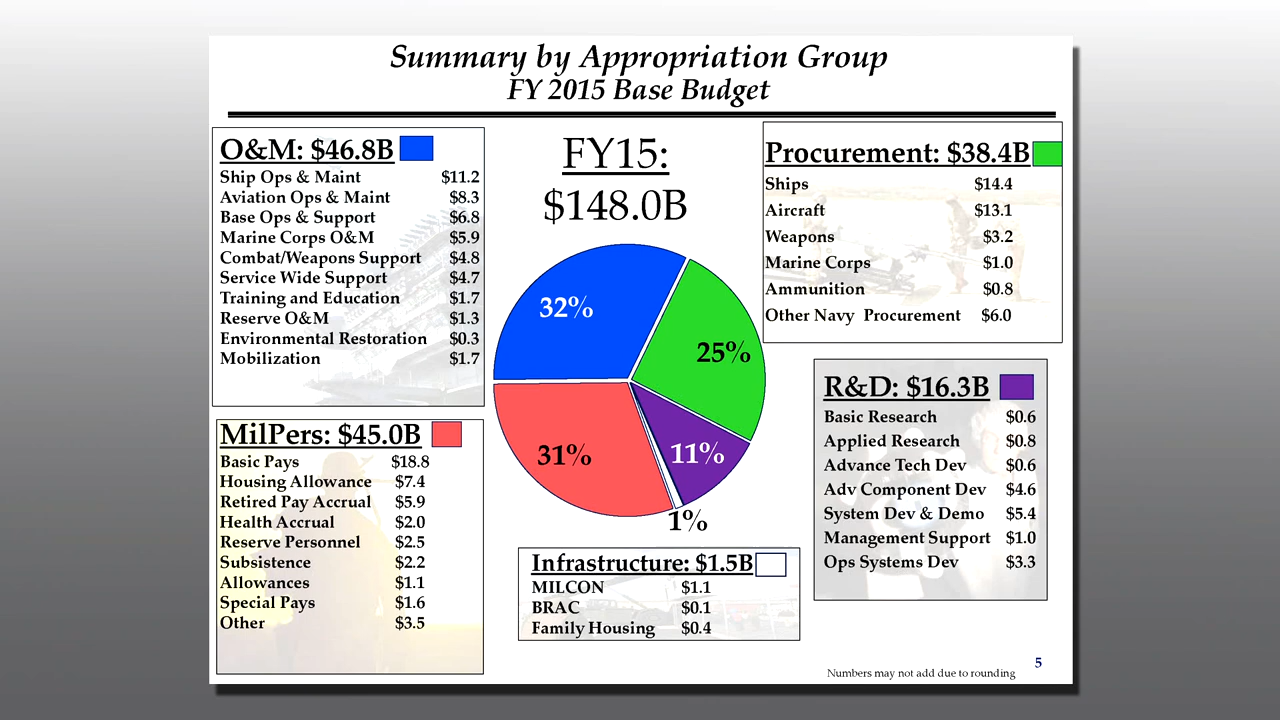 Summary by Appropriation Group
FY 2015 Base Budget
O&M: $46.8B
Ship Ops & Maint $11.2
Aviation Ops & Maint $8.3
Base Ops & Support $6.8
Marine Corps O&M $5.9
Combat/Weapons Support $4.8
Service Wide Support $4.7
Training and Education $1.7
Reserve O&M $1.3
Environmental Restoration $0.3
Mobilization $1.7
MilPers: $45.0B
Basic Pays $18.8
Housing Allowance $7.4
Retired Pay Accrual $5.9
Health Accrual $2.0
Reserve Personnel $2.5
Subsistence $2.2
Allowances $1.1
Special Pays $1.6
Other $3.5
FY15:
$148.0B
32%
25%
31%
11%
1%
Infrastructure: $1.5B
MILCON $1.1
BRAC $0.1
Family Housing $0.4
Procurement: $38.4B
Ships $14.4
Aircraft $13.1
Weapons $3.2
Marine Corps $1.0
Ammunition $0.8
Other Navy Procurement $6.0
R&D: $16.3B
Basic Research $0.6
Applied Research $0.8
Advance Tech Dev $0.6
Adv Component Dev $4.6
System Dev & Demo $5.4
Management Support $1.0
Ops Systems Dev $3.3
Numbers may not add due to rounding
5